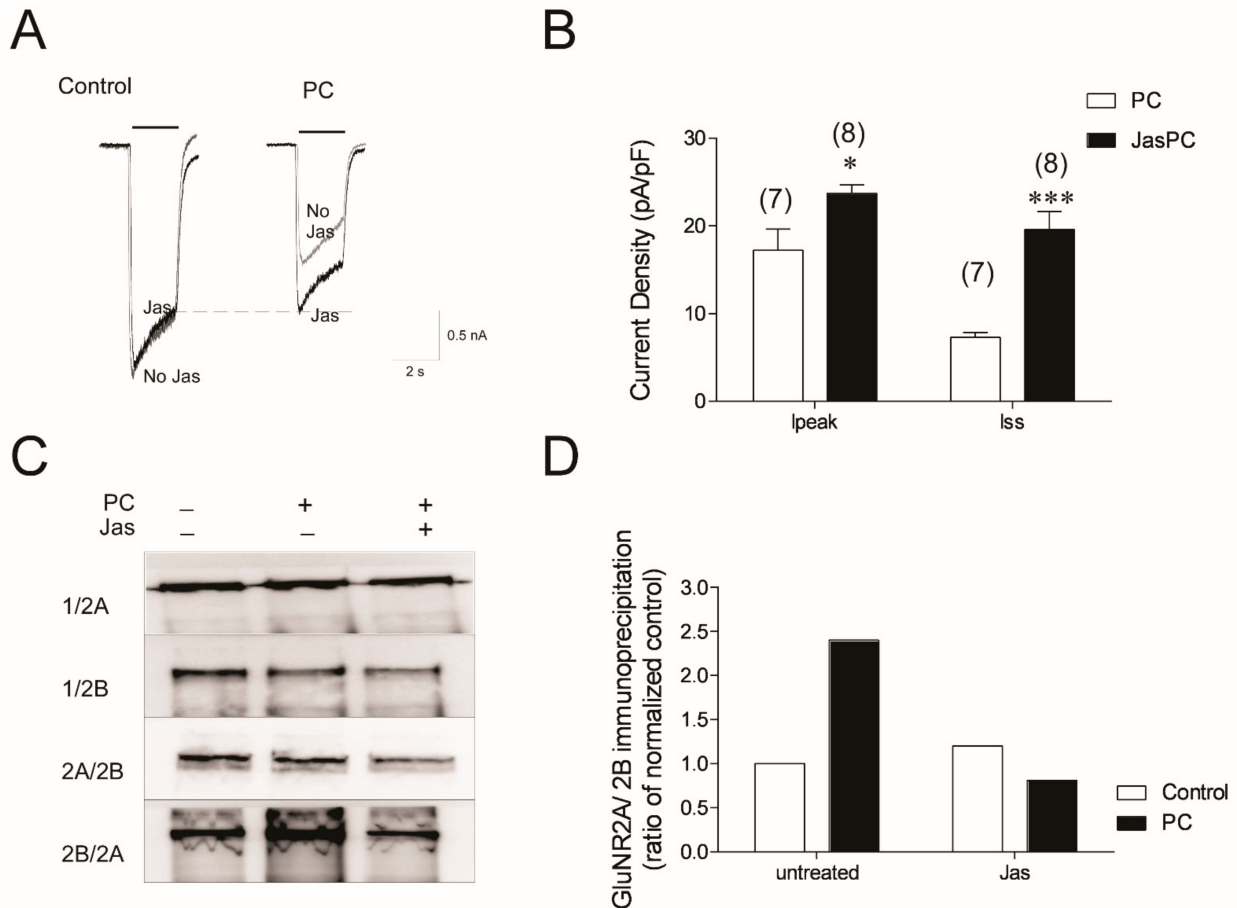 A
Control
PC
No
Jas
Jas
Jas
No Jas
0.5 nA
2 s
B
PC
JasPC
Current Density (pA/pF)
30
20
10
0
(7)
(8)
*
(7)
(8)
***
Ipeak
Iss
C
PC – + +
Jas – – +
1/2A
1/2B
2A/2B
2B/2A
D
GluNR2A/ 2B immunoprecipitation
(ratio of normalized control)
3.0
2.5
2.0
1.5
1.0
0.5
0.0
untreated
Jas
Control
PC